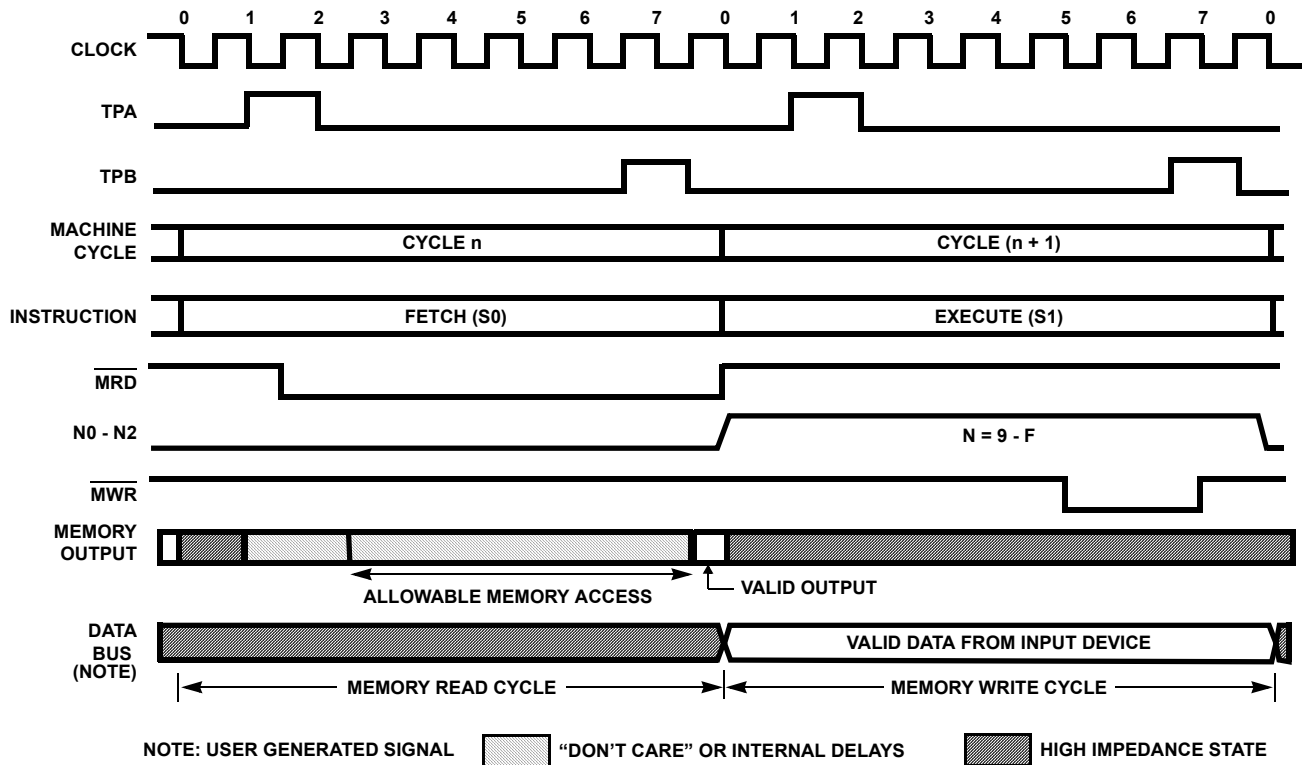 0 1 2 3 4 5 6 7 0 1 2 3 4 5 6 7 0
CLOCK
TPA
TPB
MACHINE
CYCLE
CYCLE n
CYCLE (n + 1)
INSTRUCTION
FETCH (S0)
EXECUTE (S1)
MRD
N0 - N2
N = 9 - F
MWR
MEMORY
OUTPUT
ALLOWABLE MEMORY ACCESS
VALID OUTPUT
DATA
BUS
(NOTE)
VALID DATA FROM INPUT DEVICE
MEMORY READ CYCLE
MEMORY WRITE CYCLE
NOTE: USER GENERATED SIGNAL
“DON’T CARE” OR INTERNAL DELAYS
HIGH IMPEDANCE STATE